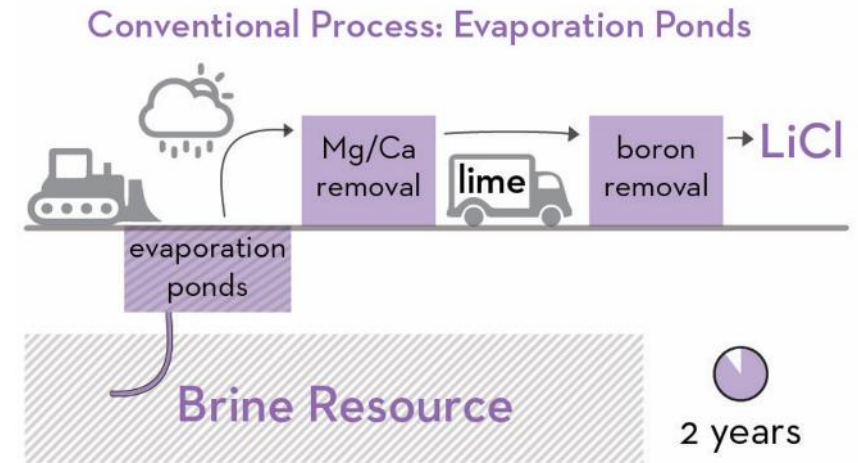 Conventional Process: Evaporation Ponds
Mg/Ca
removal
lime
boron
removal
LiCl
evaporation
ponds
Brine Resource
2 years